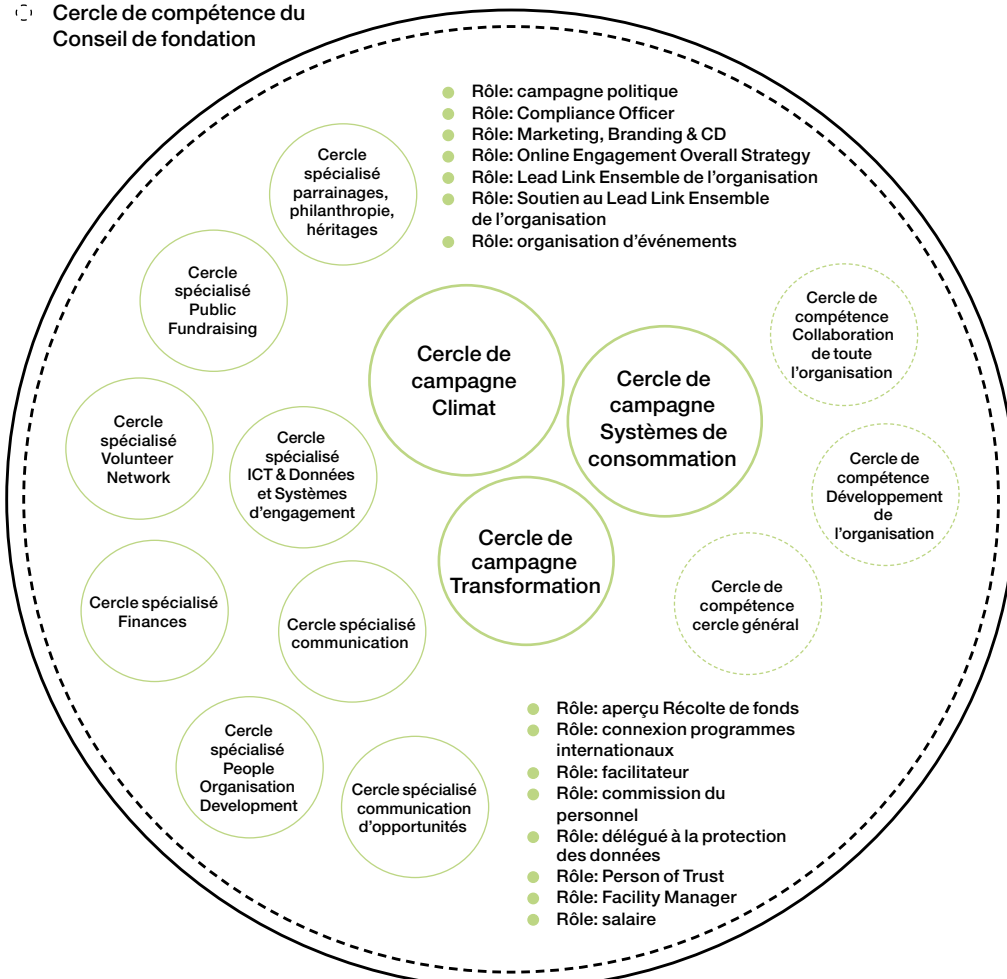 Cercle de compétence du
Conseil de fondation
Rôle: campagne politique
Rôle: Compliance Officer
Rôle: Marketing, Branding & CD
Rôle: Online Engagement Overall Strategy
Rôle: Lead Link Ensemble de l'organisation
Rôle: Soutien au Lead Link Ensemble
de l'organisation
Rôle: organisation d'événements
Cercle
spécialisé
parrainages,
philanthropie,
héritages
Cercle
spécialisé
Public
Fundraising
Cercle de
campagne
Climat
Cercle de
campagne
Systèmes de
consommation
Cercle de
compétence
Collaboration
de toute
l'organisation
Cercle
spécialisé
Volunteer
Network
Cercle
spécialisé
ICT & Données
et Systèmes
d'engagement
Cercle de
compétence
Développement
de
l'organisation
Cercle de
campagne
Transformation
Cercle spécialisé
Finances
Cercle spécialisé
communication
Cercle de
compétence
cercle général
Cercle
spécialisé
People
Organisation
Development
Cercle spécialisé
communication
d'opportunités
Rôle: aperçu Récolte de fonds
Rôle: connexion programmes
internationaux
Rôle: facilitateur
Rôle: commission du
personnel
Rôle: délégué à la protection
des données
Rôle: Person of Trust
Rôle: Facility Manager
Rôle: salaire